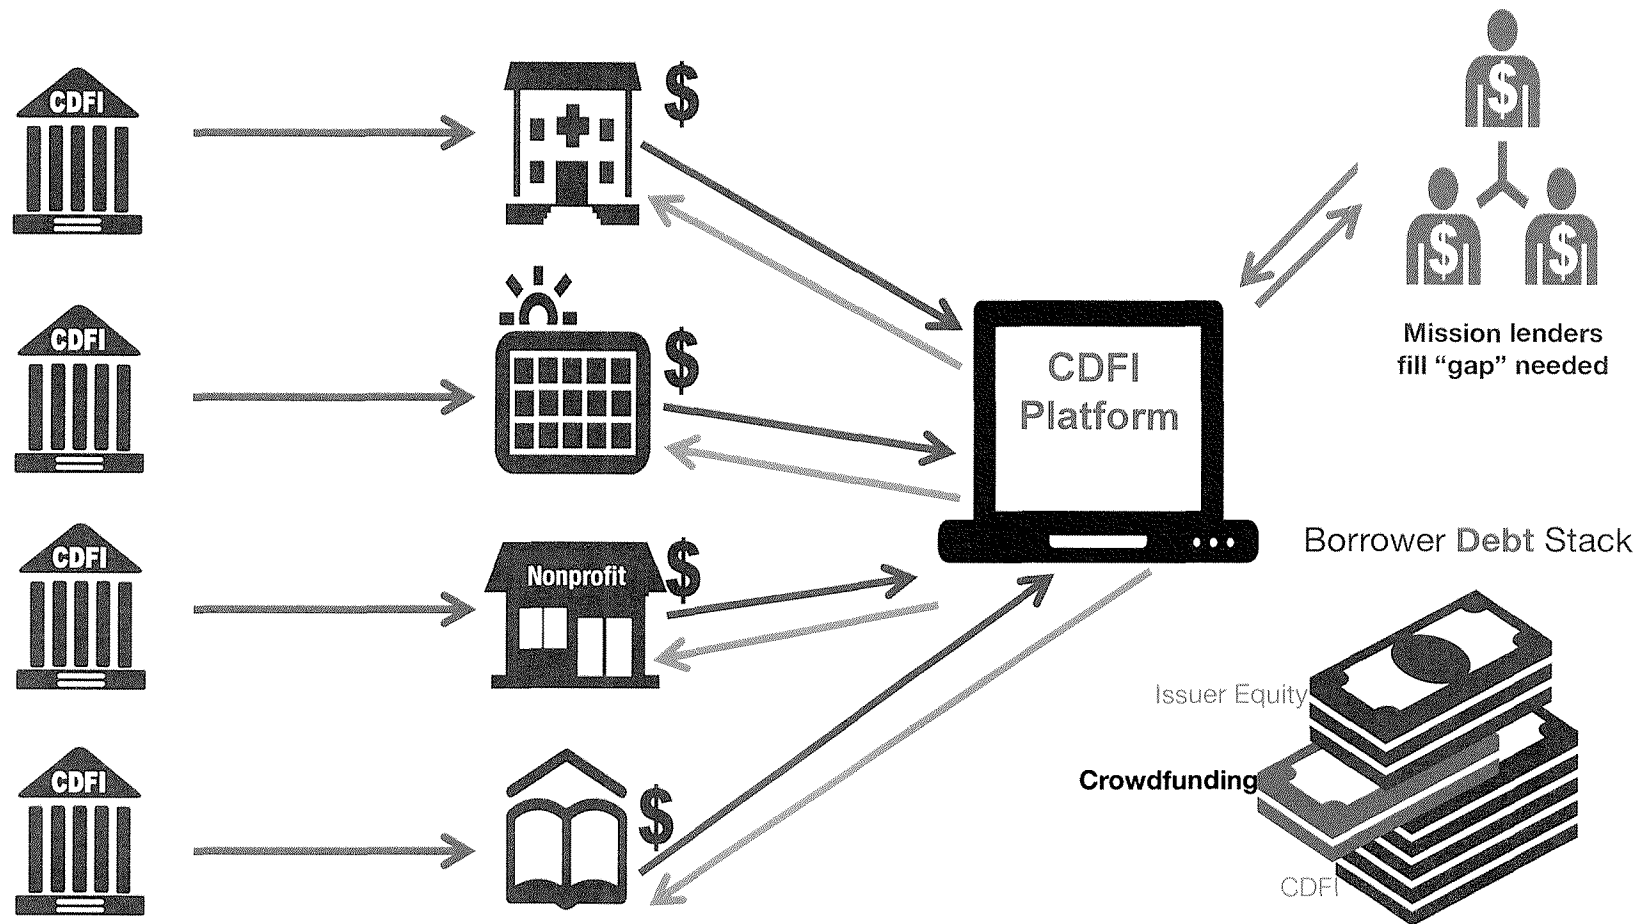 CDFI
$
$
CDFI
$
$
$
CDFI
Platform
Mission lenders
fill “gap” needed
CDFI
Nonprofit
$
Borrower Debt Stack
Issuer Equity
Crowdfunding
CDFI
$
CDFI